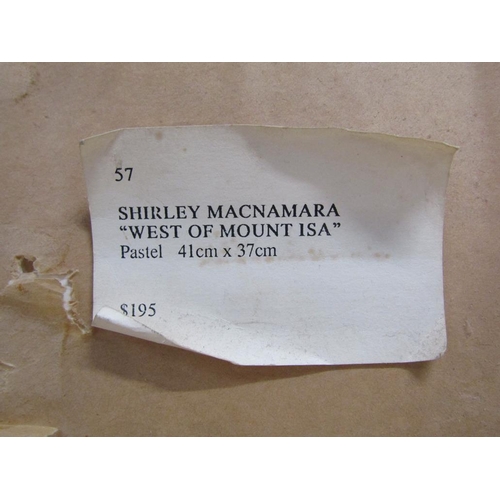 57
SHIRLEY MACNAMARA
"WEST OF MOUNT ISA"
Pastel 41cm x 37cm
$195